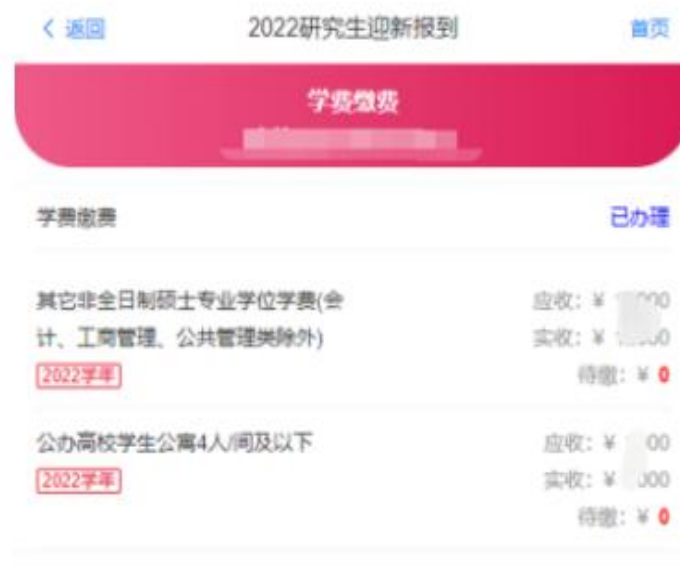 < 返回 2022研究生迎新报到 首页
学费缴费
学费缴费 已办理
其它非全日制硕士专业学位学费(会 应收: ¥ 000
计、工商管理、公共管理类除外) 实收: ¥ 00
2022学年 待缴: ¥ 0
公办高校学生公寓4人/间及以下 应收: ¥ 00
2022学年 实收: ¥ 000
待缴: ¥ 0